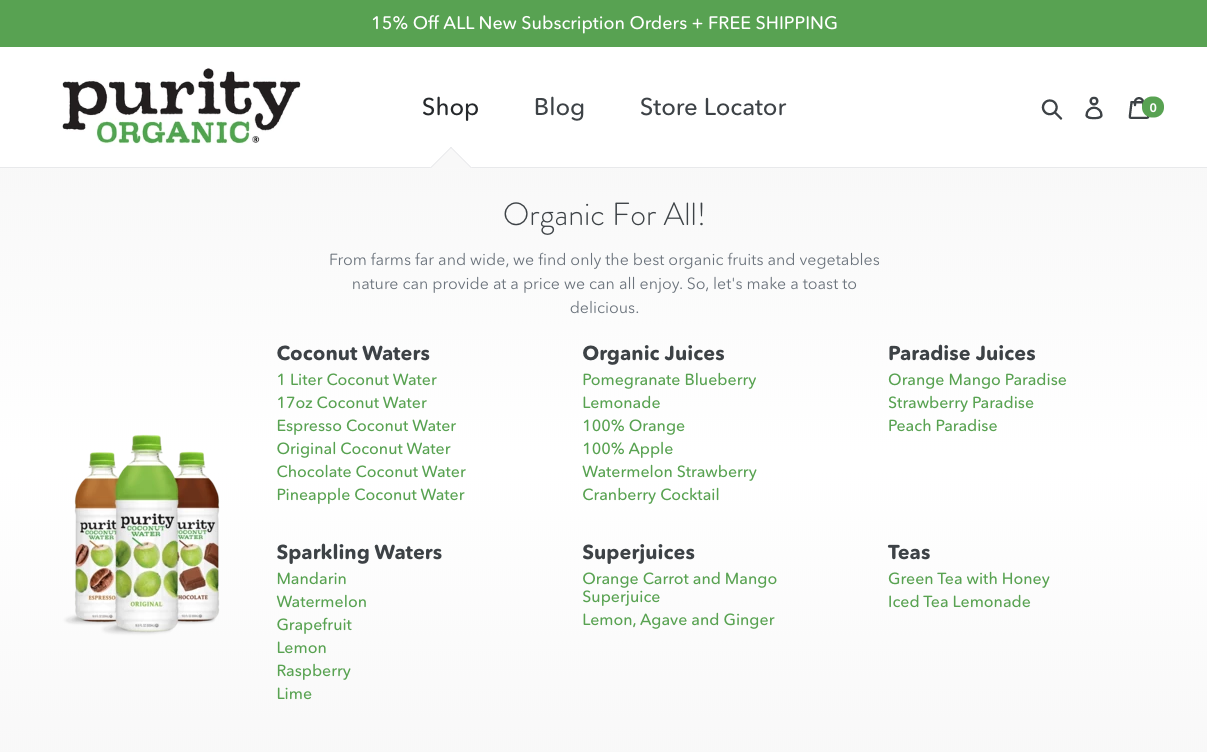 15% Off ALL New Subscription Orders + FREE SHIPPING
purity
ORGANIC®
Shop
Blog
Store Locator
0
Organic For All!
From farms far and wide, we find only the best organic fruits and vegetables
nature can provide at a price we can all enjoy. So, let's make a toast to
delicious.
Coconut Waters
1 Liter Coconut Water
17oz Coconut Water
Espresso Coconut Water
Original Coconut Water
Chocolate Coconut Water
Pineapple Coconut Water
Organic Juices
Pomegranate Blueberry
Lemonade
100% Orange
100% Apple
Watermelon Strawberry
Cranberry Cocktail
Paradise Juices
Orange Mango Paradise
Strawberry Paradise
Peach Paradise
purit
COCONUT
WATER
ESPRESSO
purity
COCONUT
WATER
ORIGINAL
urity
COCONUT
WATER
HOCOLATE
Sparkling Waters
Mandarin
Watermelon
Grapefruit
Lemon
Raspberry
Lime
Superjuices
Orange Carrot and Mango
Superjuice
Lemon, Agave and Ginger
Teas
Green Tea with Honey
Iced Tea Lemonade